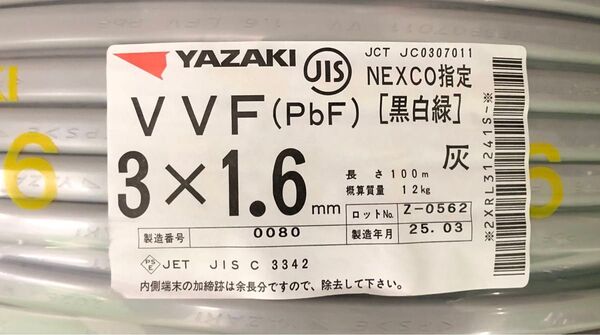 YAZAKI
JIS
JCT JC0307011
NEXCO指定
VVF(PbF) [黒白緑]
3×1.6mm
灰
長さ 100m
概算質量 12kg
ロットNo. Z-0562
製造番号 0080
製造年月 25.03
PSE JET JIS C 3342
内側端末の加締跡は余長分ですので、除去して下さい。
※2XRL31241S-※
6
6